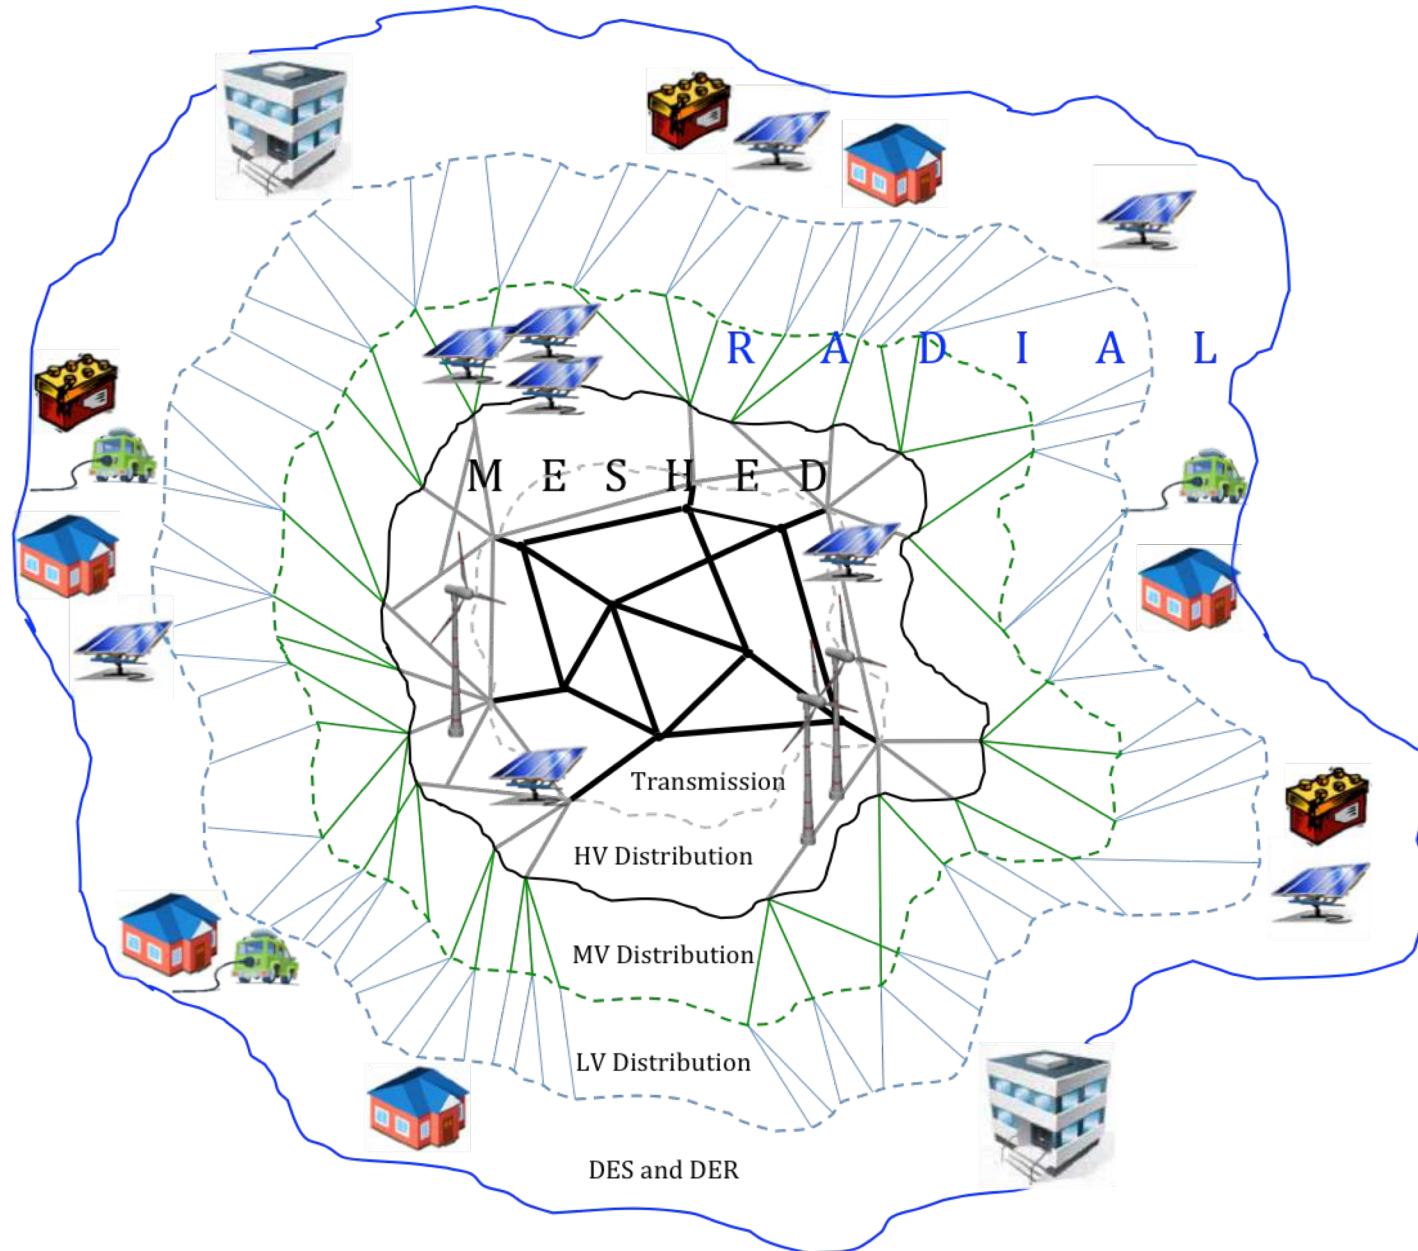 R A D I A L
M E S H E D
Transmission
HV Distribution
MV Distribution
LV Distribution
DES and DER